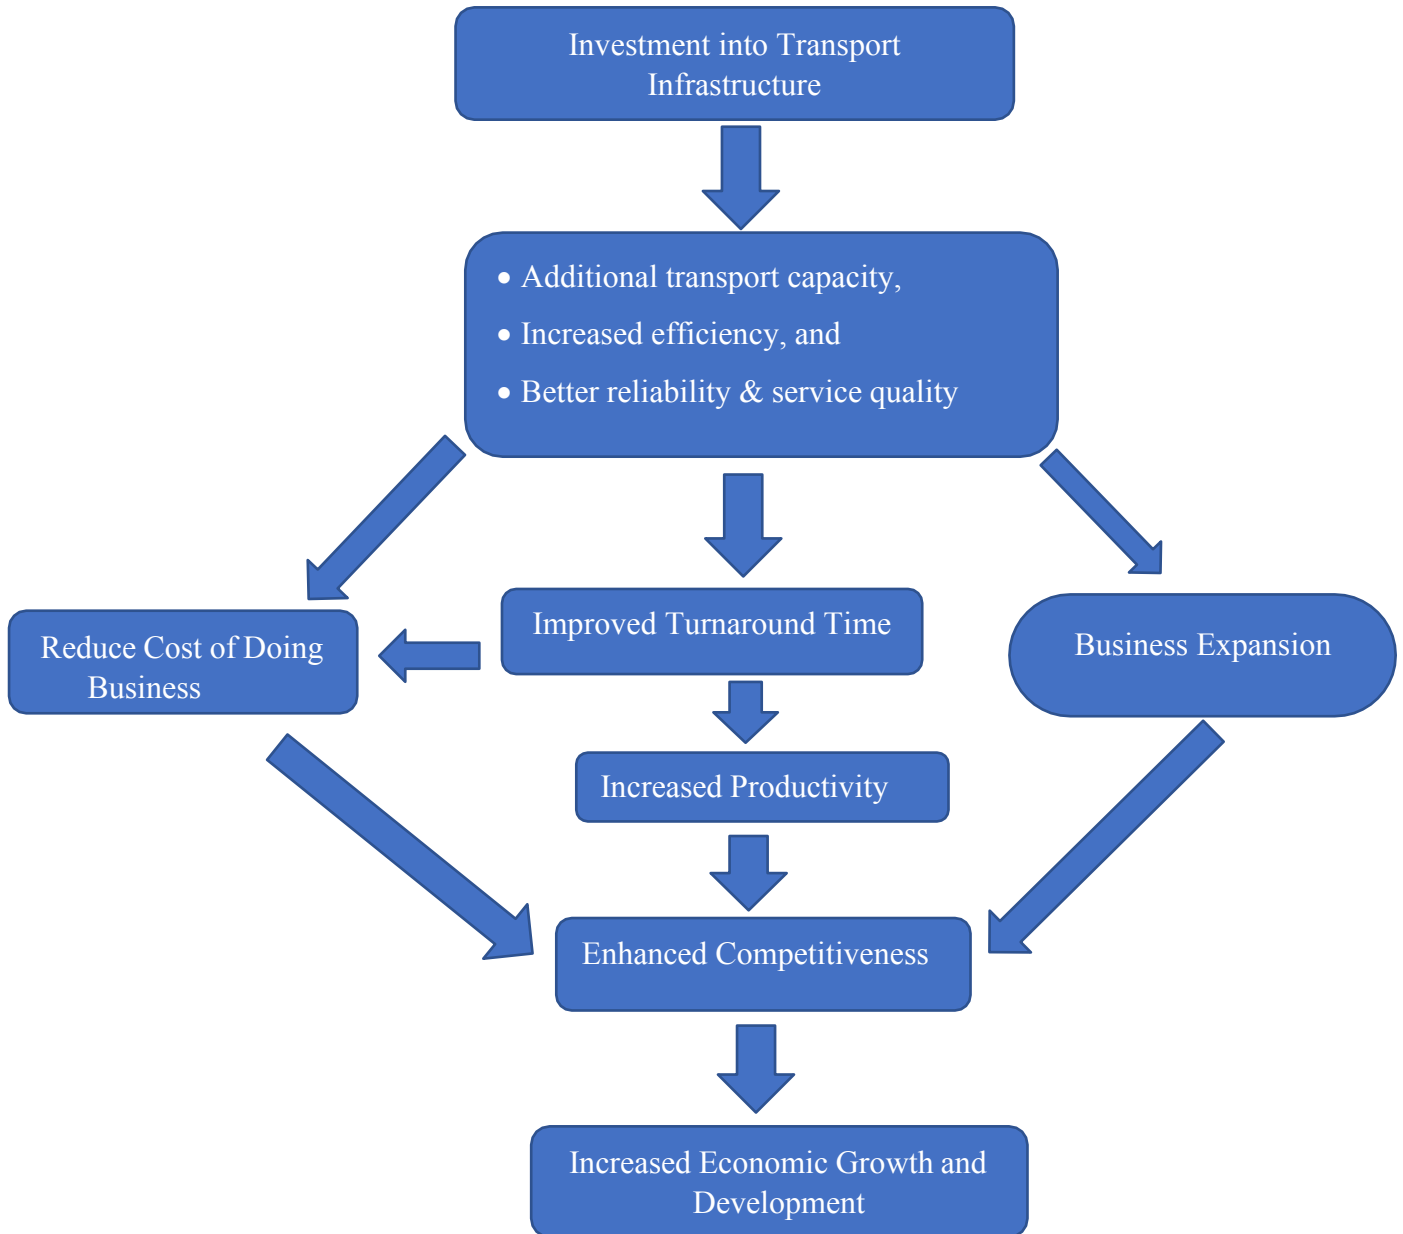 Investment into Transport
Infrastructure
• Additional transport capacity,
• Increased efficiency, and
• Better reliability & service quality
Improved Turnaround Time
Reduce Cost of Doing
Business
Business Expansion
Increased Productivity
Enhanced Competitiveness
Increased Economic Growth and
Development